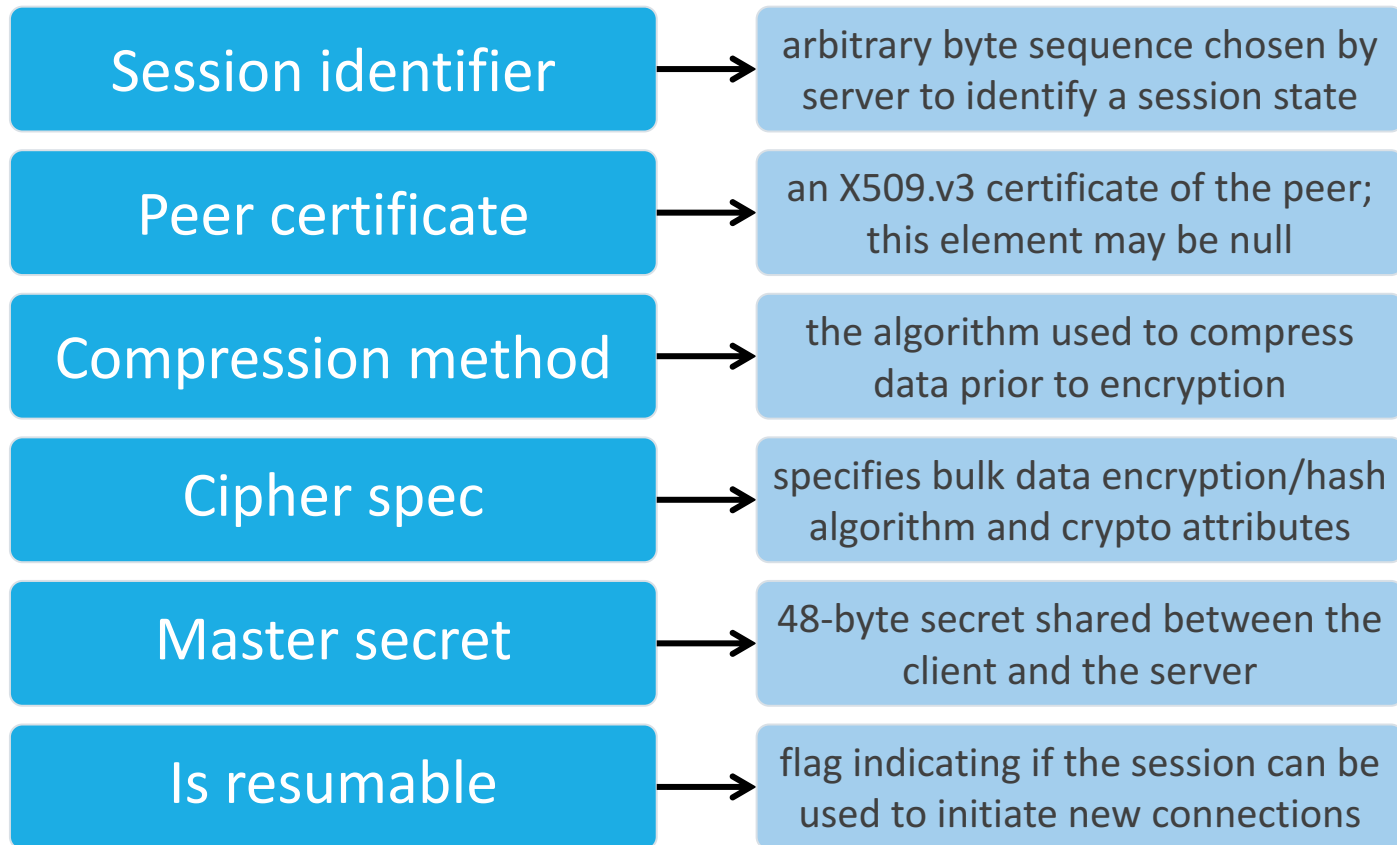 Session identifier
arbitrary byte sequence chosen by
server to identify a session state
Peer certificate
an X509.v3 certificate of the peer;
this element may be null
Compression method
the algorithm used to compress
data prior to encryption
Cipher spec
specifies bulk data encryption/hash
algorithm and crypto attributes
Master secret
48-byte secret shared between the
client and the server
Is resumable
flag indicating if the session can be
used to initiate new connections